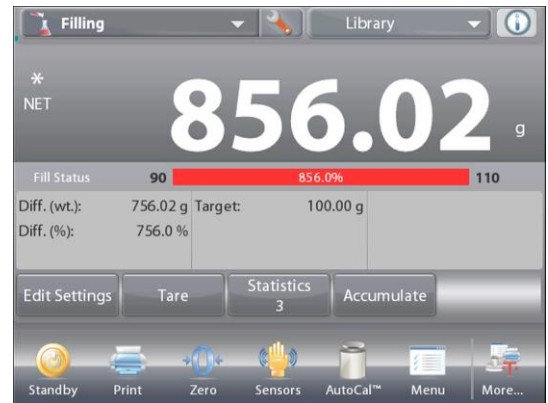 Filling
Library
*
NET
856.02 g
Fill Status 90 856.0% 110
Diff. (wt.): 756.02 g Target: 100.00 g
Diff. (%): 756.0 %
Edit Settings Tare Statistics Accumulate
3
Standby Print Zero Sensors AutoCal™ Menu More...